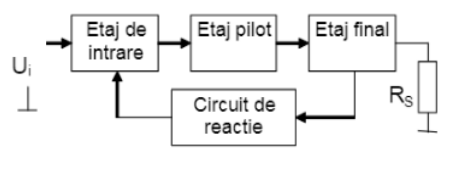 Etaj de
intrare
Etaj pilot
Etaj final
Ui
RS
Circuit de
reactie